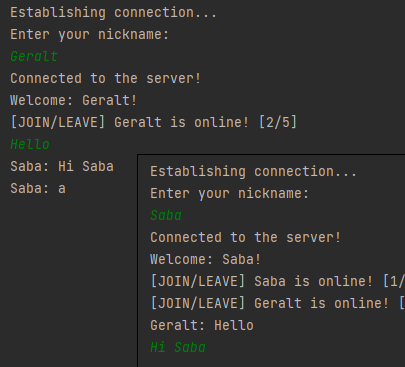 Establishing connection...
Enter your nickname:
Geralt
Connected to the server!
Welcome: Geralt!
[JOIN/LEAVE] Geralt is online! [2/5]
Hello
Saba: Hi Saba
Saba: a
Establishing connection...
Enter your nickname:
Saba
Connected to the server!
Welcome: Saba!
[JOIN/LEAVE] Saba is online! [1/
[JOIN/LEAVE] Geralt is online! [
Geralt: Hello
Hi Saba